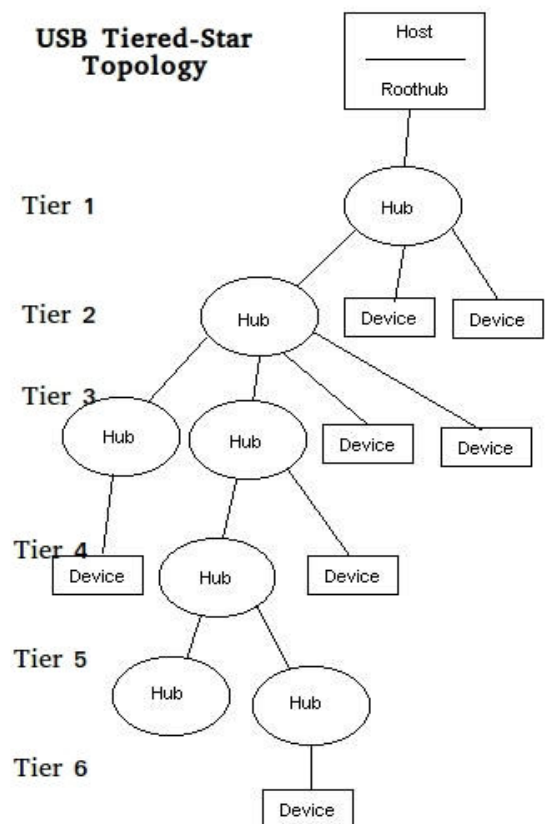 USB Tiered-Star
Topology
Host
Roothub
Tier 1
Hub
Tier 2
Hub
Device
Device
Tier 3
Hub
Hub
Device
Device
Tier 4
Device
Hub
Device
Tier 5
Hub
Hub
Tier 6
Device